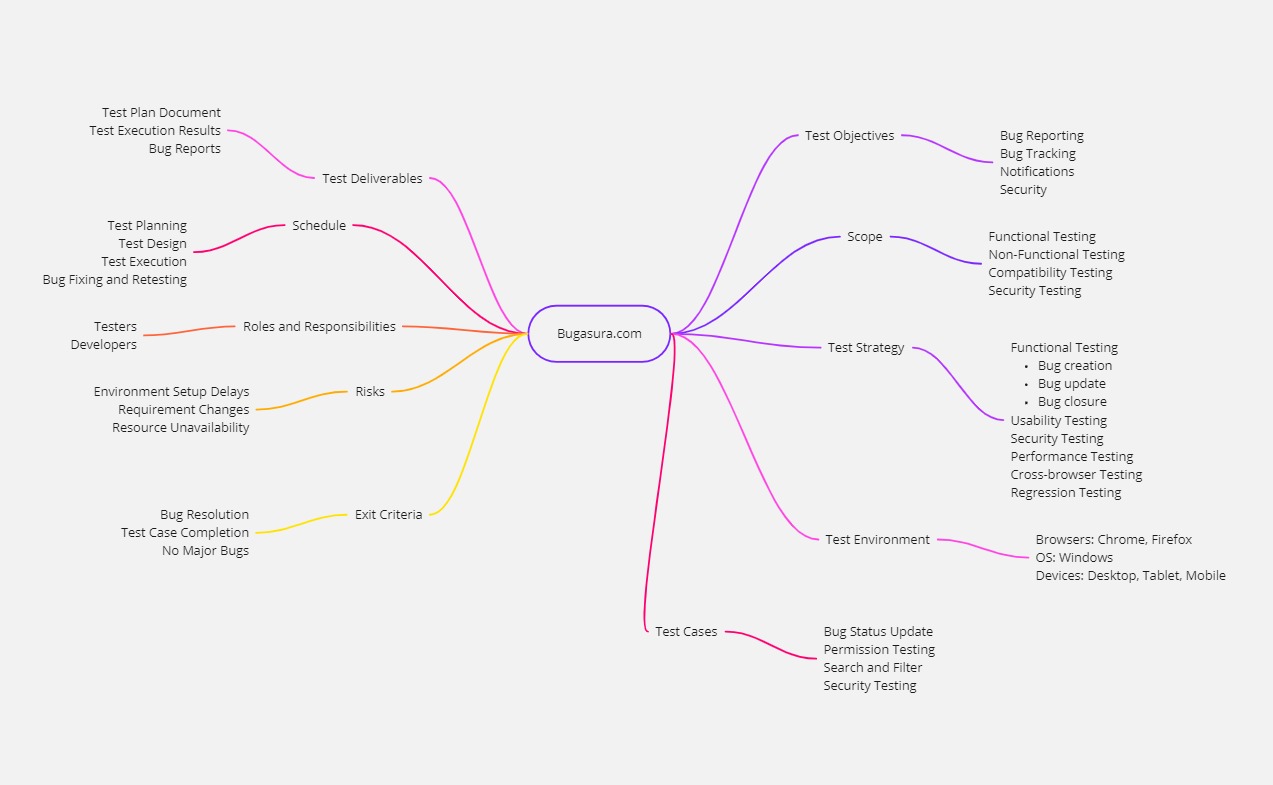 Bugasura.com
Test Deliverables
Test Plan Document
Test Execution Results
Bug Reports
Schedule
Test Planning
Test Design
Test Execution
Bug Fixing and Retesting
Roles and Responsibilities
Testers
Developers
Risks
Environment Setup Delays
Requirement Changes
Resource Unavailability
Exit Criteria
Bug Resolution
Test Case Completion
No Major Bugs
Test Objectives
Bug Reporting
Bug Tracking
Notifications
Security
Scope
Functional Testing
Non-Functional Testing
Compatibility Testing
Security Testing
Test Strategy
Functional Testing
• Bug creation
• Bug update
• Bug closure
Usability Testing
Security Testing
Performance Testing
Cross-browser Testing
Regression Testing
Test Environment
Browsers: Chrome, Firefox
OS: Windows
Devices: Desktop, Tablet, Mobile
Test Cases
Bug Status Update
Permission Testing
Search and Filter
Security Testing